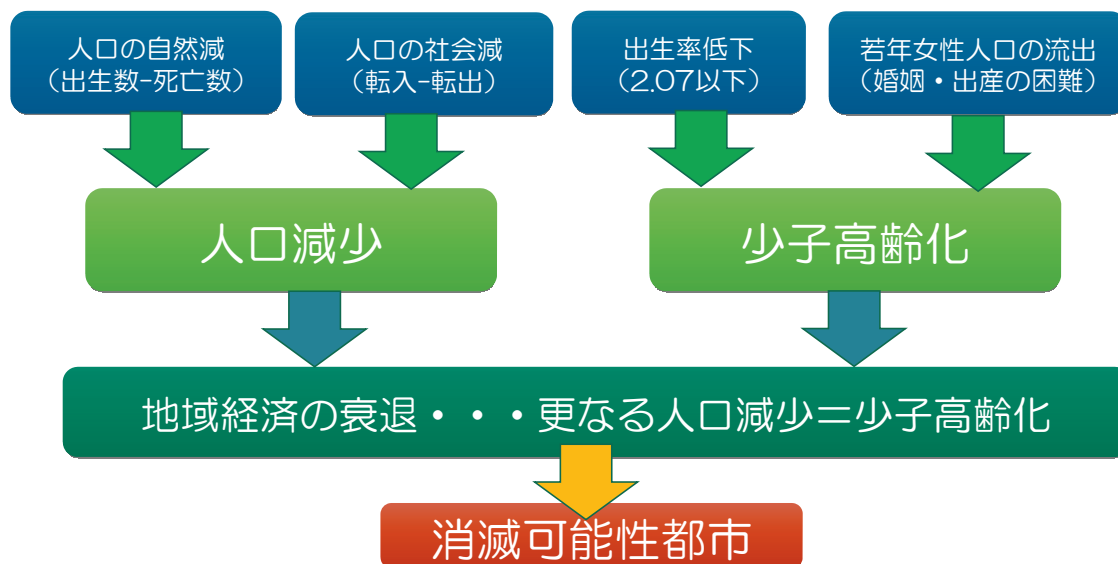 人口の自然減
（出生数-死亡数）
人口の社会減
（転入-転出）
出生率低下
（2.07以下）
若年女性人口の流出
（婚姻・出産の困難）
人口減少
少子高齢化
地域経済の衰退・・・更なる人口減少＝少子高齢化
消滅可能性都市